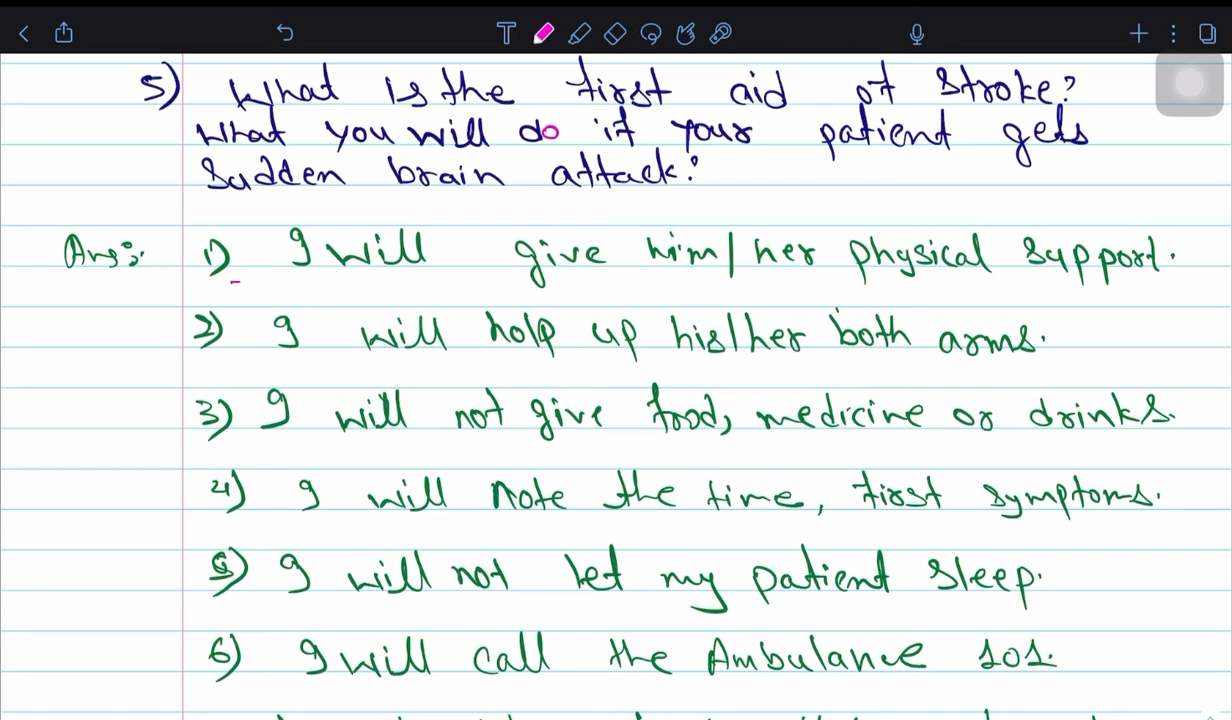 5) What is the first aid of stroke?
What you will do if your patient gets
Sudden brain attack?
Ans:- 1) I will give him/her physical support.
2) I will holp up his/her both arms.
3) I will not give food, medicine or drinks.
4) I will note the time, first symptoms.
5) I will not let my patient sleep.
6) I will call the Ambulance 101.